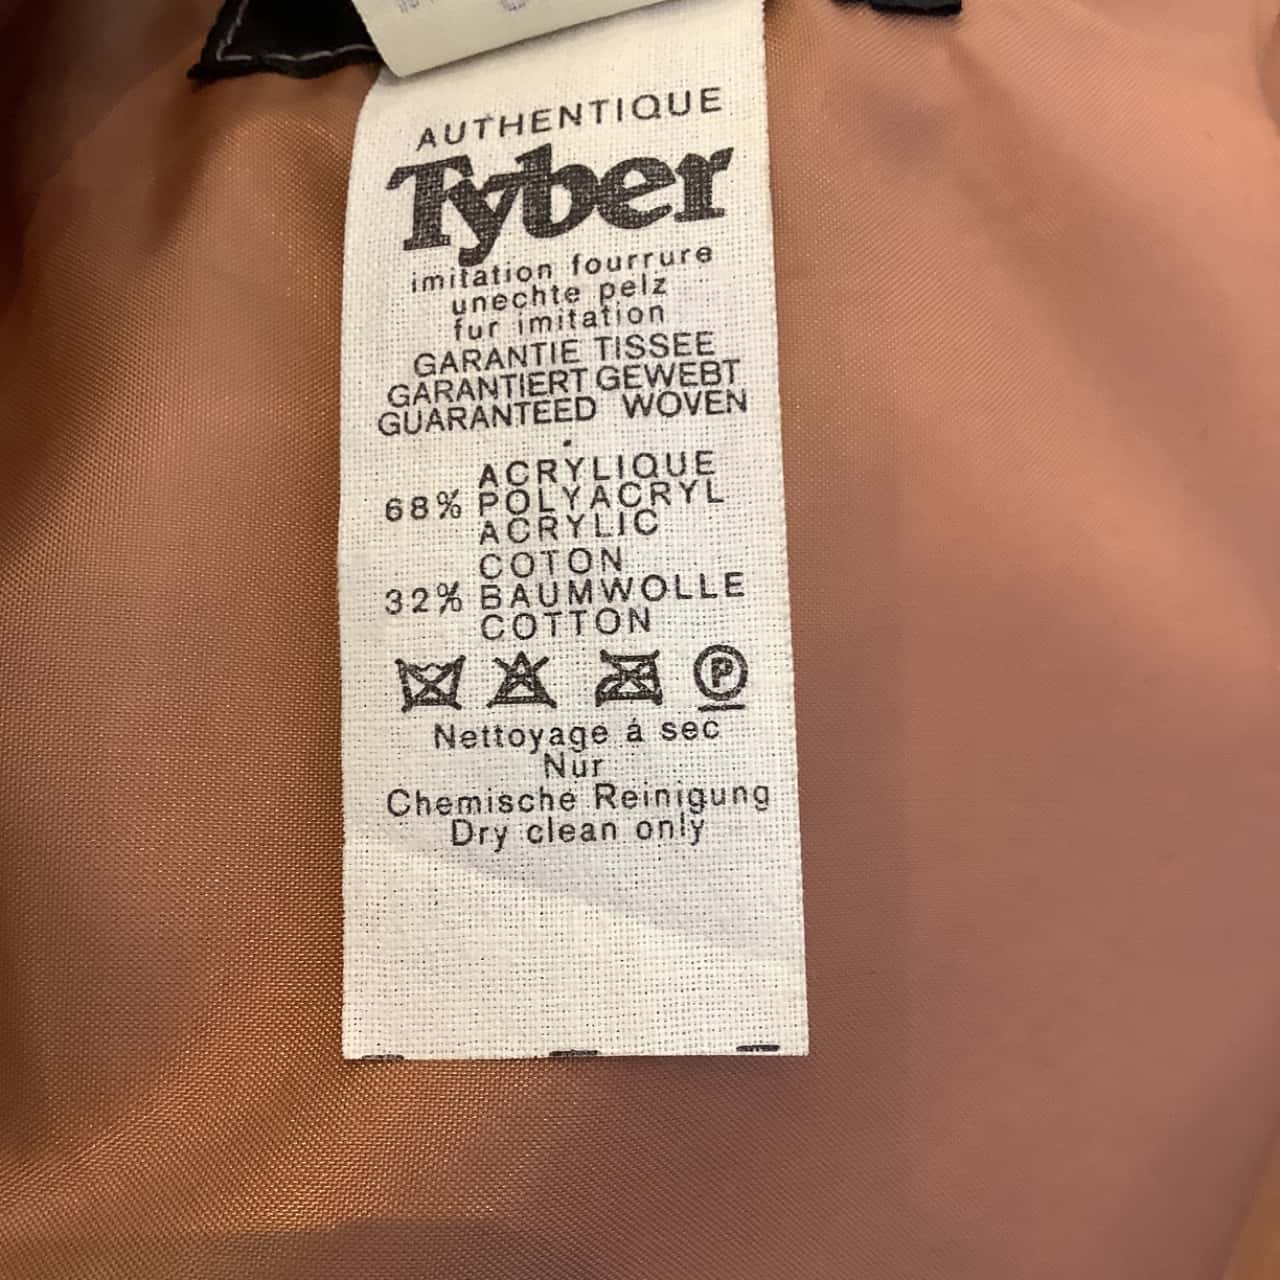 AUTHENTIQUE
Tyber
imitation fourrure
unechte pelz
fur imitation
GARANTIE TISSEE
GARANTIERT GEWEBT
GUARANTEED WOVEN
ACRYLIQUE
68% POLYACRYL
ACRYLIC
COTON
32% BAUMWOLLE
COTTON
P
Nettoyage á sec
Nur
Chemische Reinigung
Dry clean only